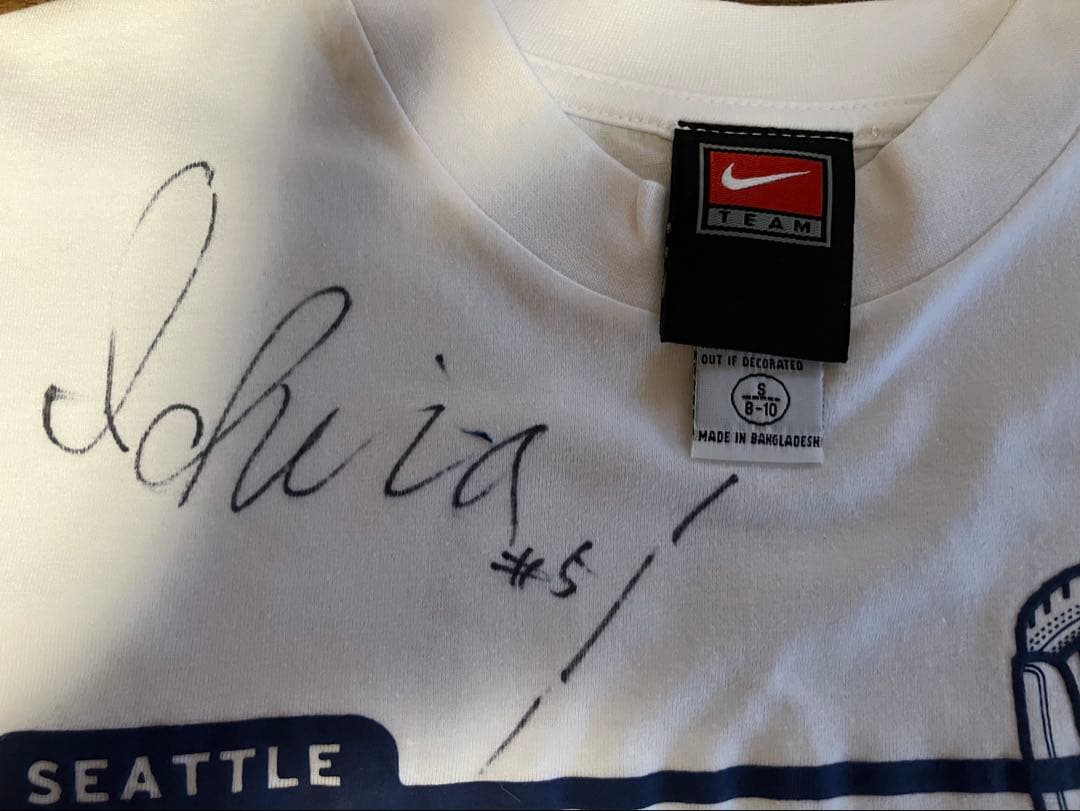 TEAM
OUT IF DECORATED
S
8-10
MADE IN BANGLADESH
#5
SEATTLE